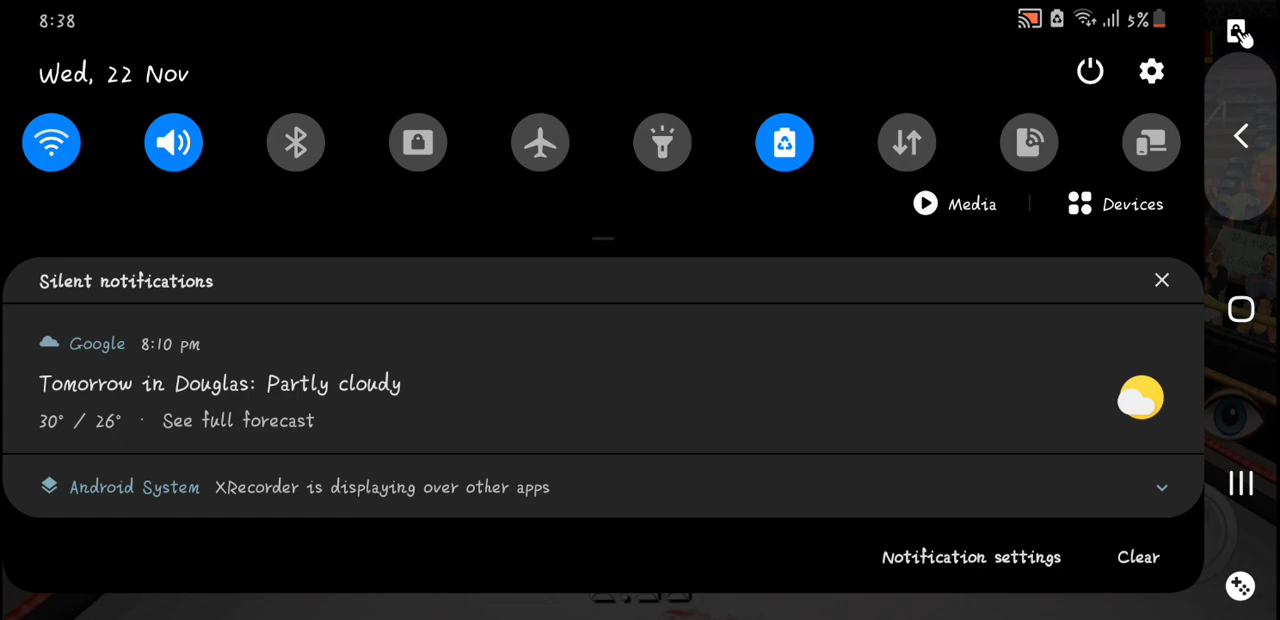 8:38
5%
Wed, 22 Nov
Media
Devices
Silent notifications
Google 8:10 pm
Tomorrow in Douglas: Partly cloudy
30° / 26° · See full forecast
Android System XRecorder is displaying over other apps
Notification settings
Clear